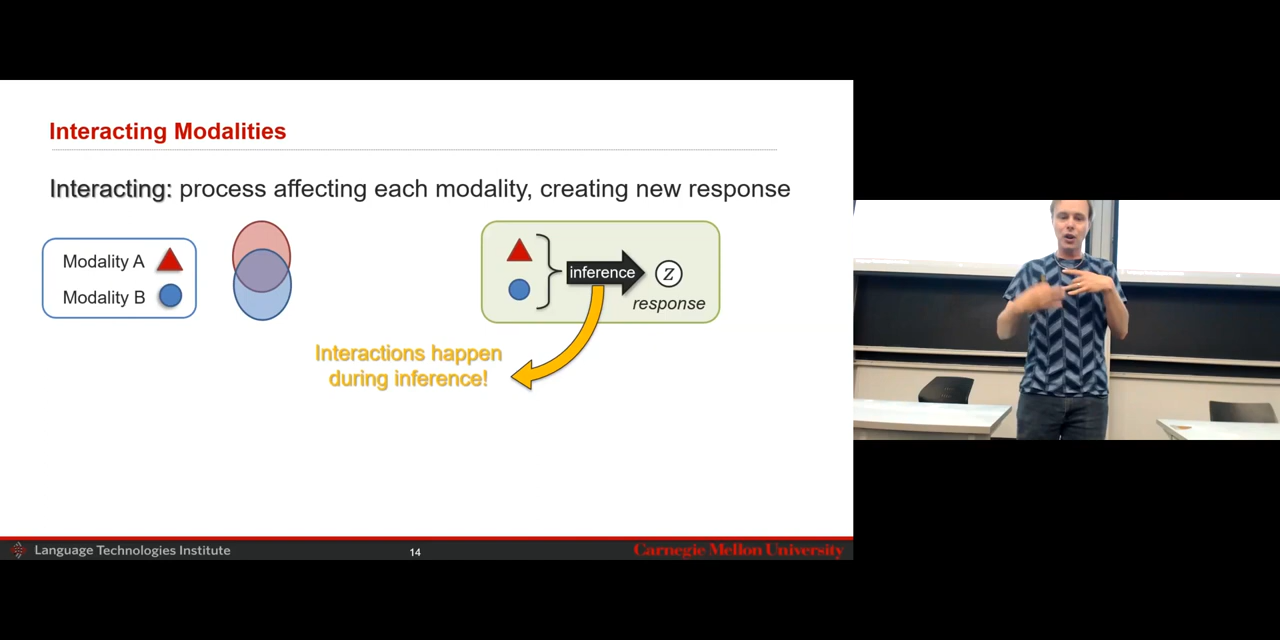 Interacting Modalities
Interacting: process affecting each modality, creating new response
Modality A
Modality B
inference
Z
response
Interactions happen
during inference!
Language Technologies Institute
14
Carnegie Mellon University